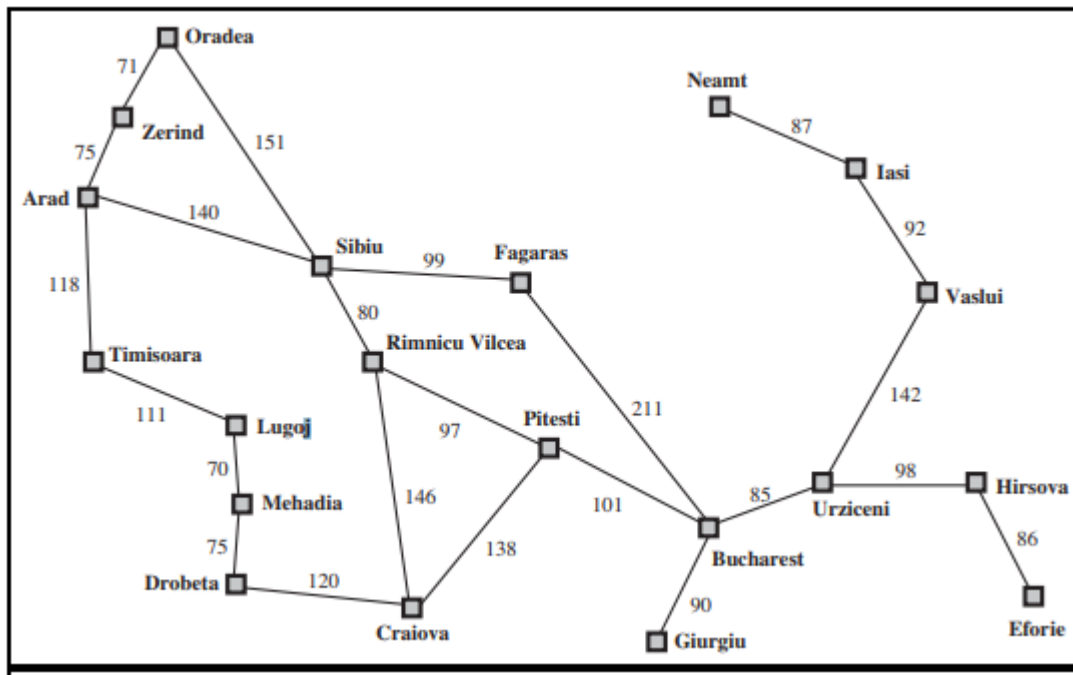 Oradea
71
Neamt
Zerind
87
151
75
Iasi
Arad
140
92
Sibiu
Fagaras
99
118
Vaslui
80
Timisoara
Rimnicu Vilcea
142
211
111
Pitesti
Lugoj
97
70
98
Hirsova
Mehadia
146
85
Urziceni
101
86
75
138
Bucharest
Drobeta
120
90
Craiova
Giurgiu
Eforie